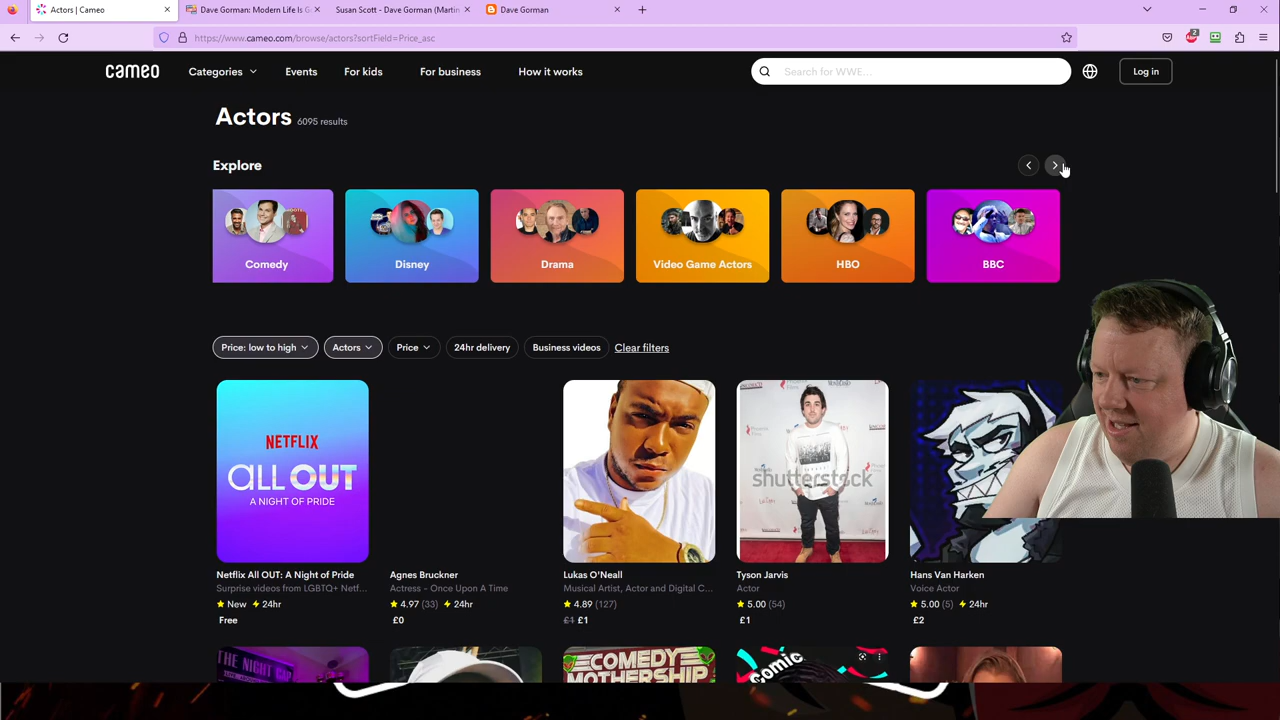 Actors | Cameo
Dave Gorman: Modern Life Is G
Susan Scott - Dave Gorman (Martin
Dave Gorman
https://www.cameo.com/browse/actors?sortField=Price_asc
2
cameo
Categories
Events
For kids
For business
How it works
Search for WWE...
Log in
Actors 6095 results
Explore
Comedy
Disney
Drama
Video Game Actors
HBO
BBC
Price: low to high
Actors
Price
24hr delivery
Business videos
Clear filters
NETFLIX
ALL OUT
A NIGHT OF PRIDE
shutterstock
Netflix All OUT: A Night of Pride
Surprise videos from LGBTQ+ Netf...
New 24hr
Free
Agnes Bruckner
Actress - Once Upon A Time
4.97 (33) 24hr
£0
Lukas O'Neall
Musical Artist, Actor and Digital C...
4.89 (127)
£1 £1
Tyson Jarvis
Actor
5.00 (54)
£1
Hans Van Harken
Voice Actor
5.00 (5) 24hr
£2
THE NIGHT
COMEDY
MOTHERSHIP
Comic